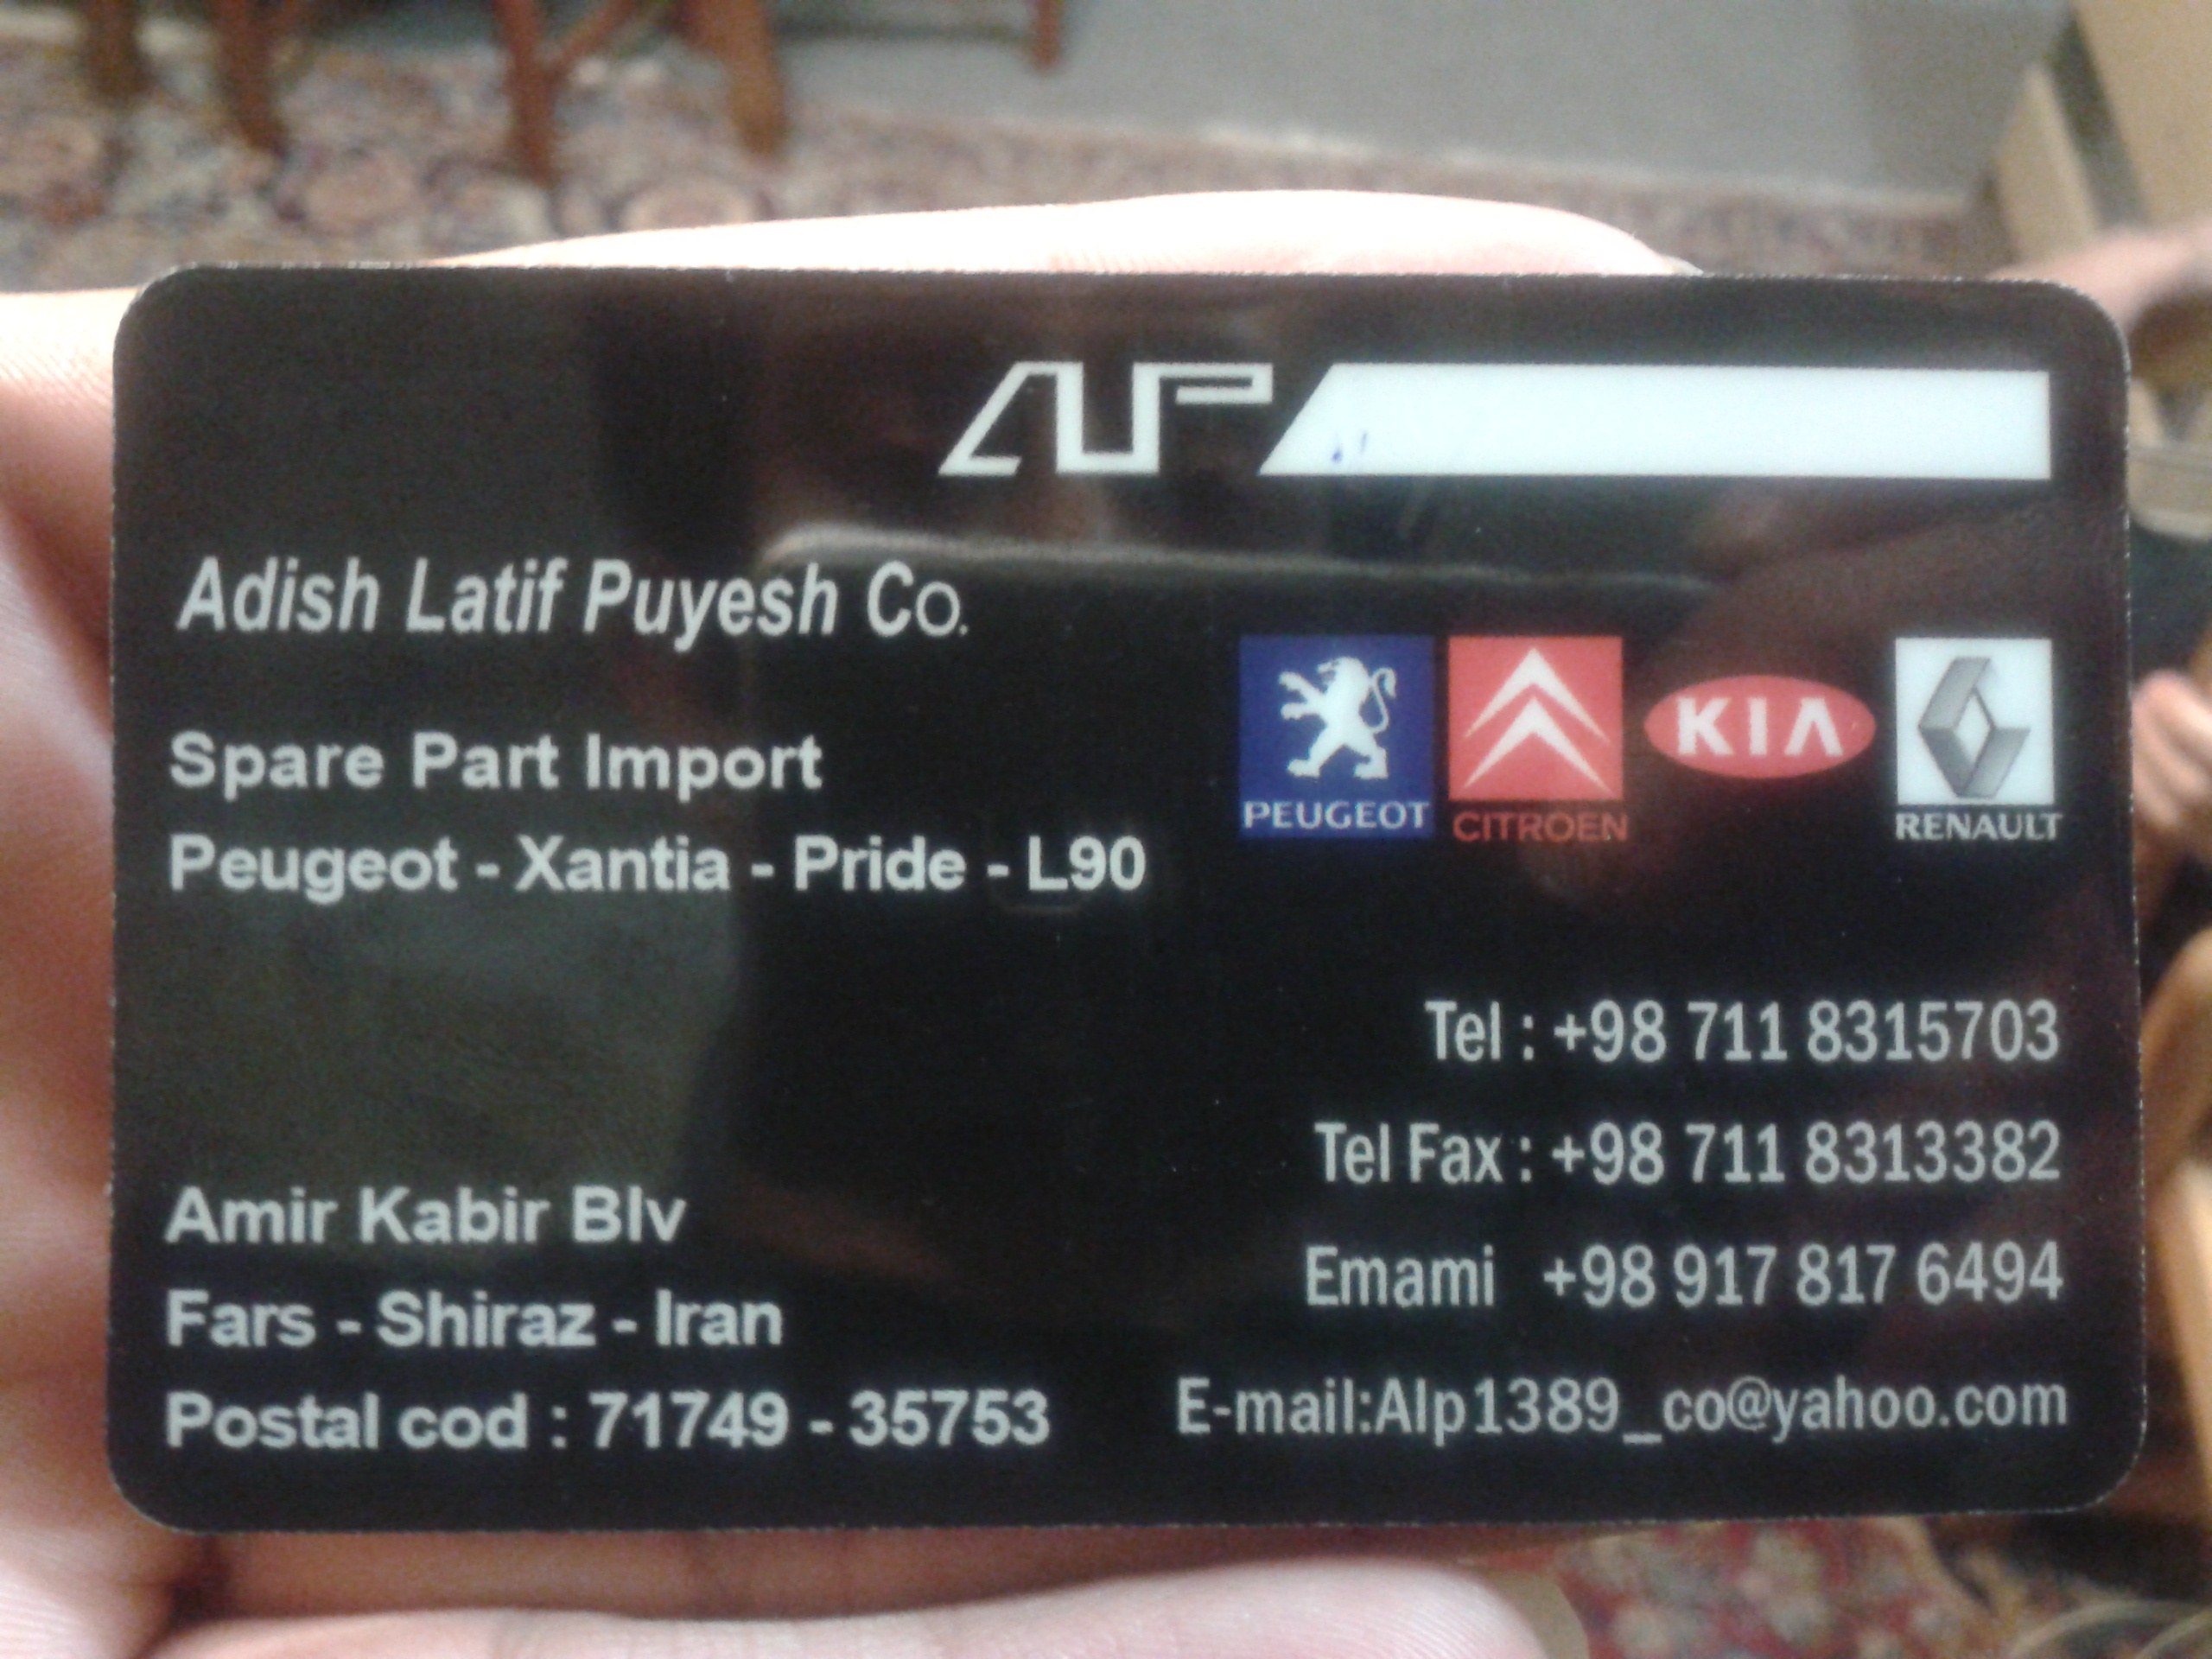 ALP
Adish Latif Puyesh Co.
Spare Part Import
Peugeot - Xantia - Pride - L90
PEUGEOT
CITROEN
KIA
RENAULT
Tel : +98 711 8315703
Tel Fax : +98 711 8313382
Emami +98 917 817 6494
E-mail:Alp1389_co@yahoo.com
Amir Kabir Blv
Fars - Shiraz - Iran
Postal cod : 71749 - 35753